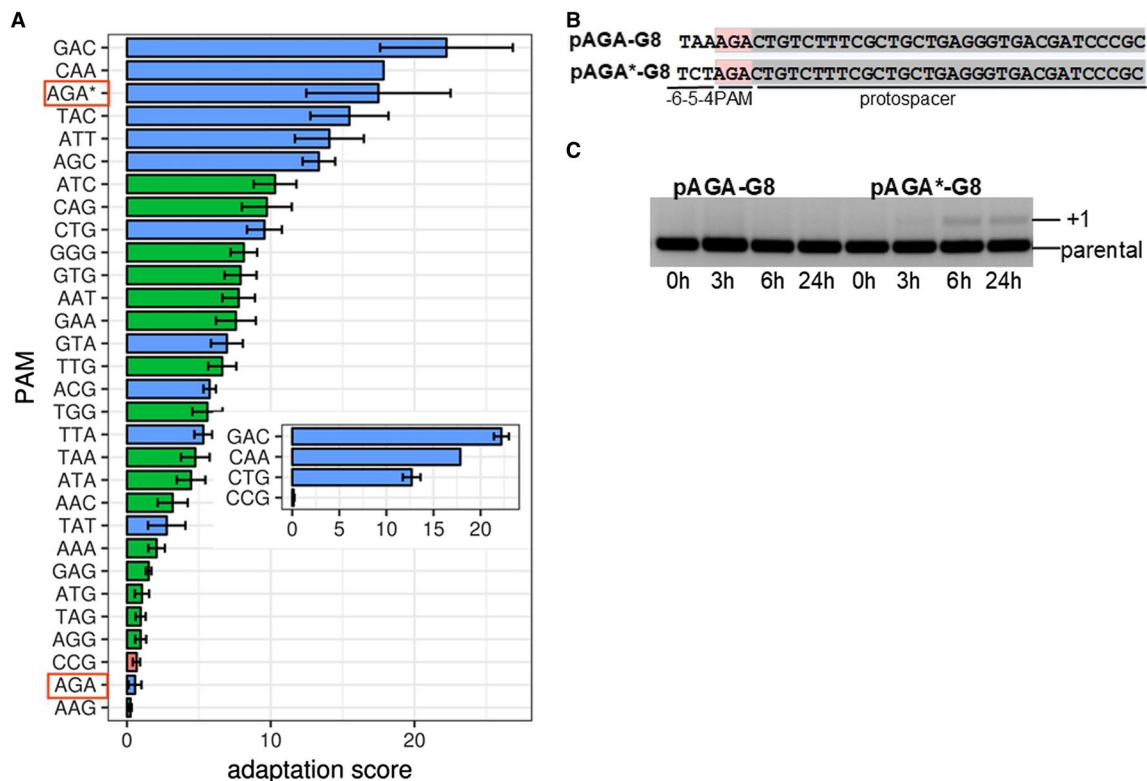 A
PAM
GAC
CAA
AGA*
TAC
ATT
AGC
ATC
CAG
CTG
GGG
GTG
AAT
GAA
GTA
TTG
ACG
TGG
TTA
TAA
ATA
AAC
TAT
AAA
GAG
ATG
TAG
AGG
CCG
AGA
AAG
0 10 20
adaptation score
GAC
CAA
CTG
CCG
0 5 10 15 20
B
pAGA-G8 TAAAGACTGTCTTTCGCTGCTGAGGGTGACGATCCCGC
pAGA*-G8 TCTAGACTGTCTTTCGCTGCTGAGGGTGACGATCCCGC
-6-5-4PAM protospacer
C
pAGA-G8 pAGA*-G8
+1
parental
0h 3h 6h 24h 0h 3h 6h 24h